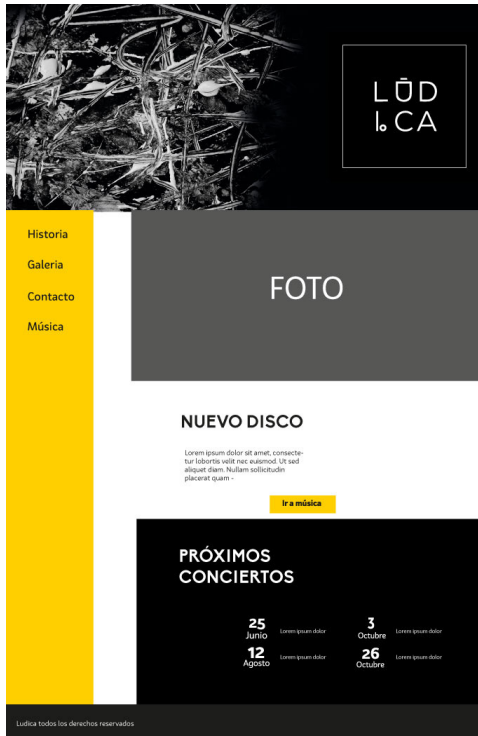 LŪD
I.CA
Historia
Galeria
Contacto
Música
FOTO
NUEVO DISCO
Lorem ipsum dolor sit amet, consecte-
tur lobortis velit nec euismod. Ut sed
aliquet diam. Nullam sollicitudin
placerat quam -
Ir a música
PRÓXIMOS
CONCIERTOS
25
Junio
Lorem ipsum dolor
3
Octubre
Lorem ipsum dolor
12
Agosto
Lorem ipsum dolor
26
Octubre
Lorem ipsum dolor
Ludica todos los derechos reservados